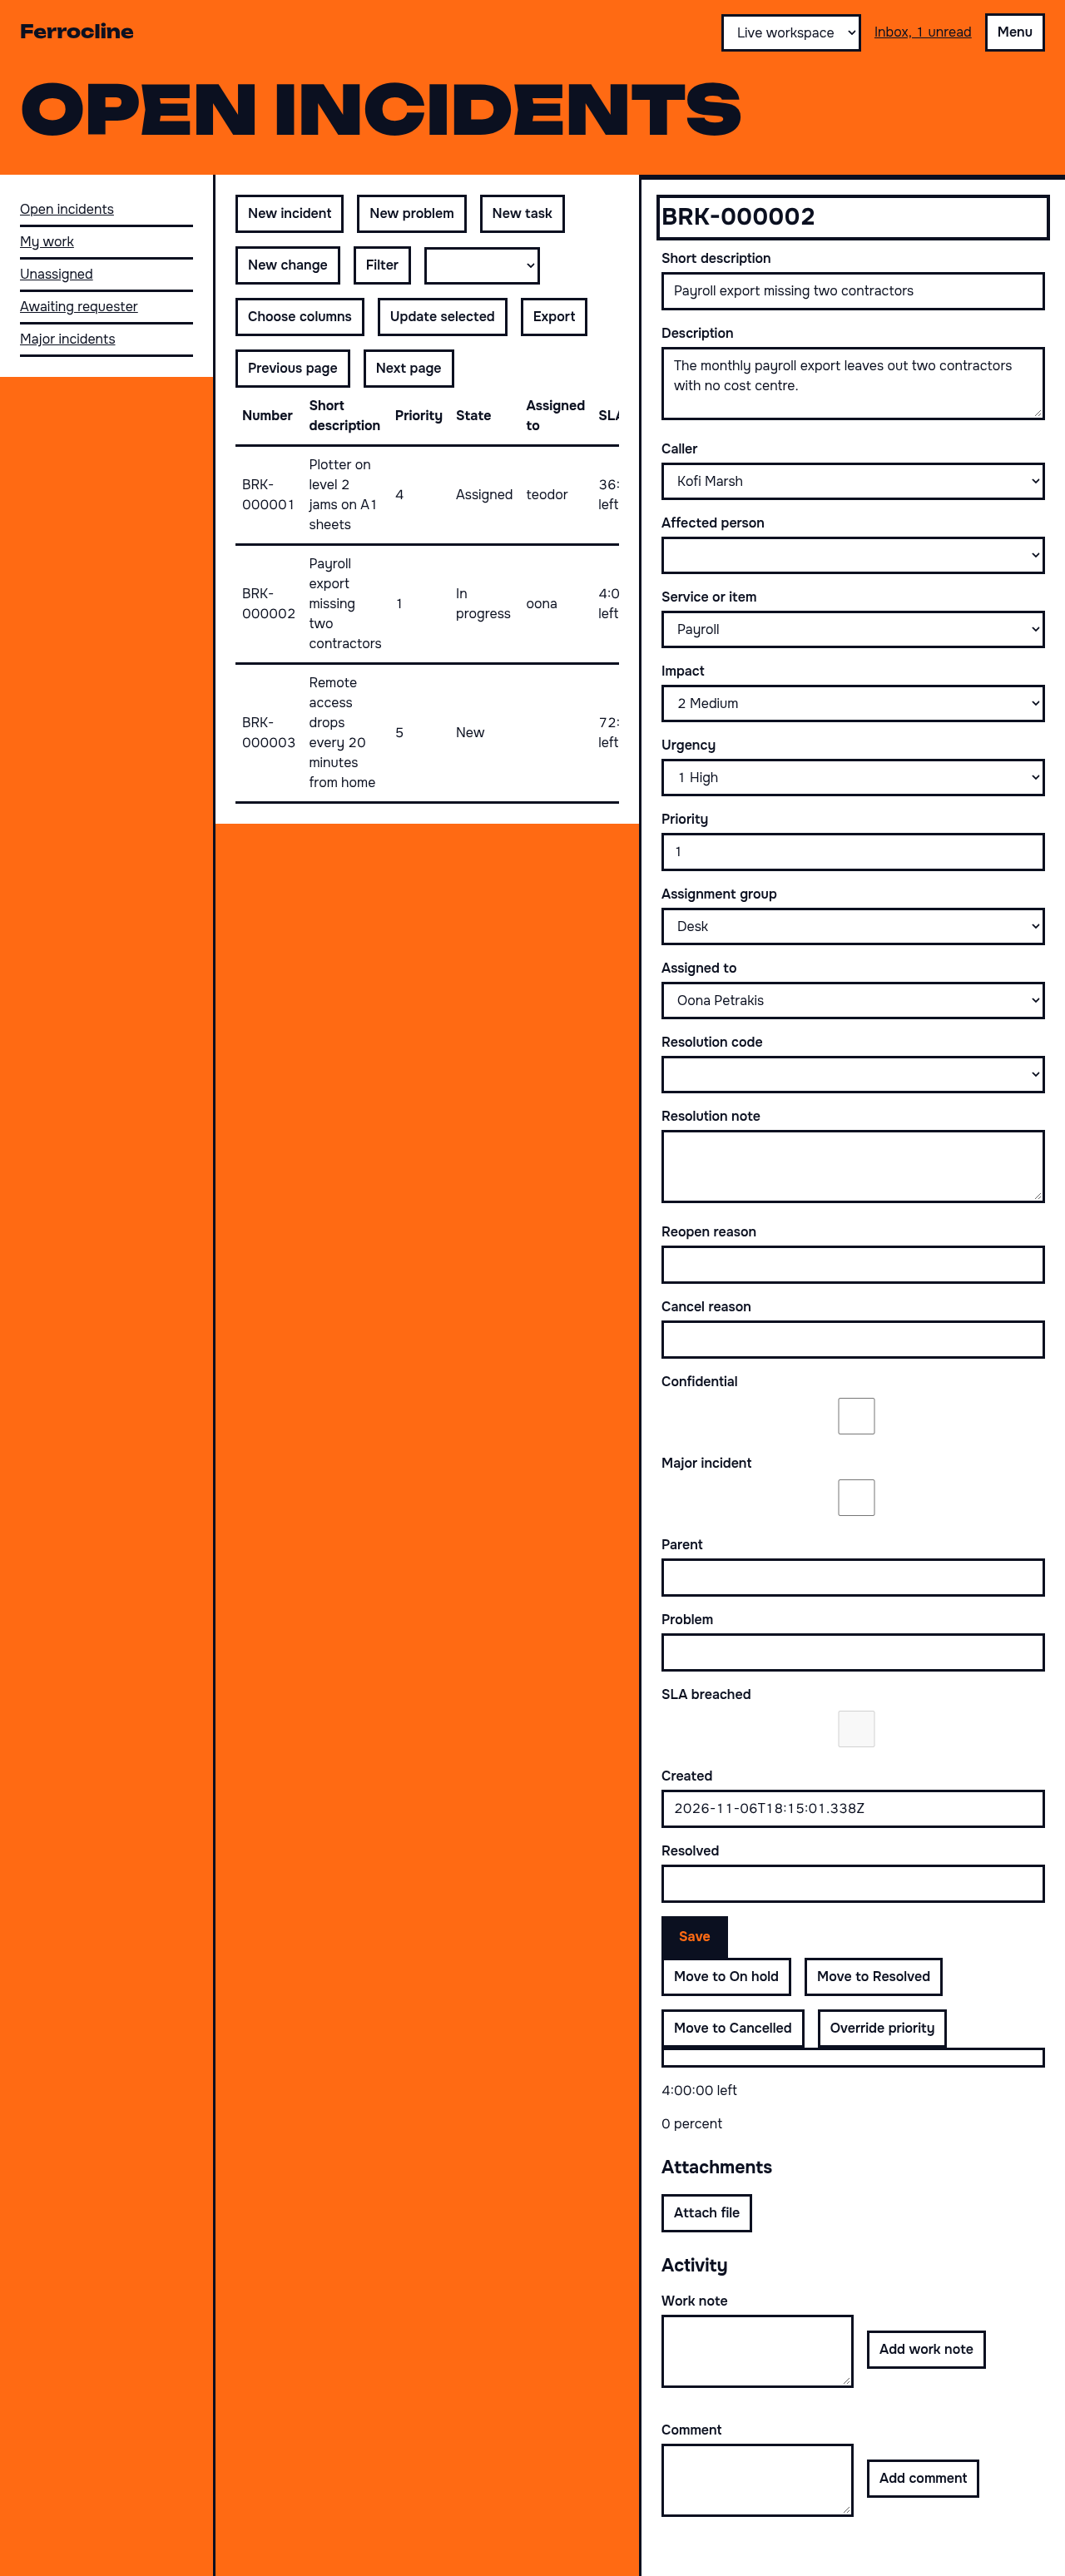 Ferrocline
Live workspace
Inbox, 1 unread
Menu
OPEN INCIDENTS
Open incidents
My work
Unassigned
Awaiting requester
Major incidents
New incident
New problem
New task
New change
Filter
Choose columns
Update selected
Export
Previous page
Next page
Number
Short
description
Priority
State
Assigned
to
SLA
BRK-
000001
Plotter on
level 2
jams on A1
sheets
4
Assigned
teodor
36:
left
BRK-
000002
Payroll
export
missing
two
contractors
1
In
progress
oona
4:0
left
BRK-
000003
Remote
access
drops
every 20
minutes
from home
5
New
72:
left
BRK-000002
Short description
Payroll export missing two contractors
Description
The monthly payroll export leaves out two contractors
with no cost centre.
Caller
Kofi Marsh
Affected person
Service or item
Payroll
Impact
2 Medium
Urgency
1 High
Priority
1
Assignment group
Desk
Assigned to
Oona Petrakis
Resolution code
Resolution note
Reopen reason
Cancel reason
Confidential
Major incident
Parent
Problem
SLA breached
Created
2026-11-06T18:15:01.338Z
Resolved
Save
Move to On hold
Move to Resolved
Move to Cancelled
Override priority
4:00:00 left
0 percent
Attachments
Attach file
Activity
Work note
Add work note
Comment
Add comment